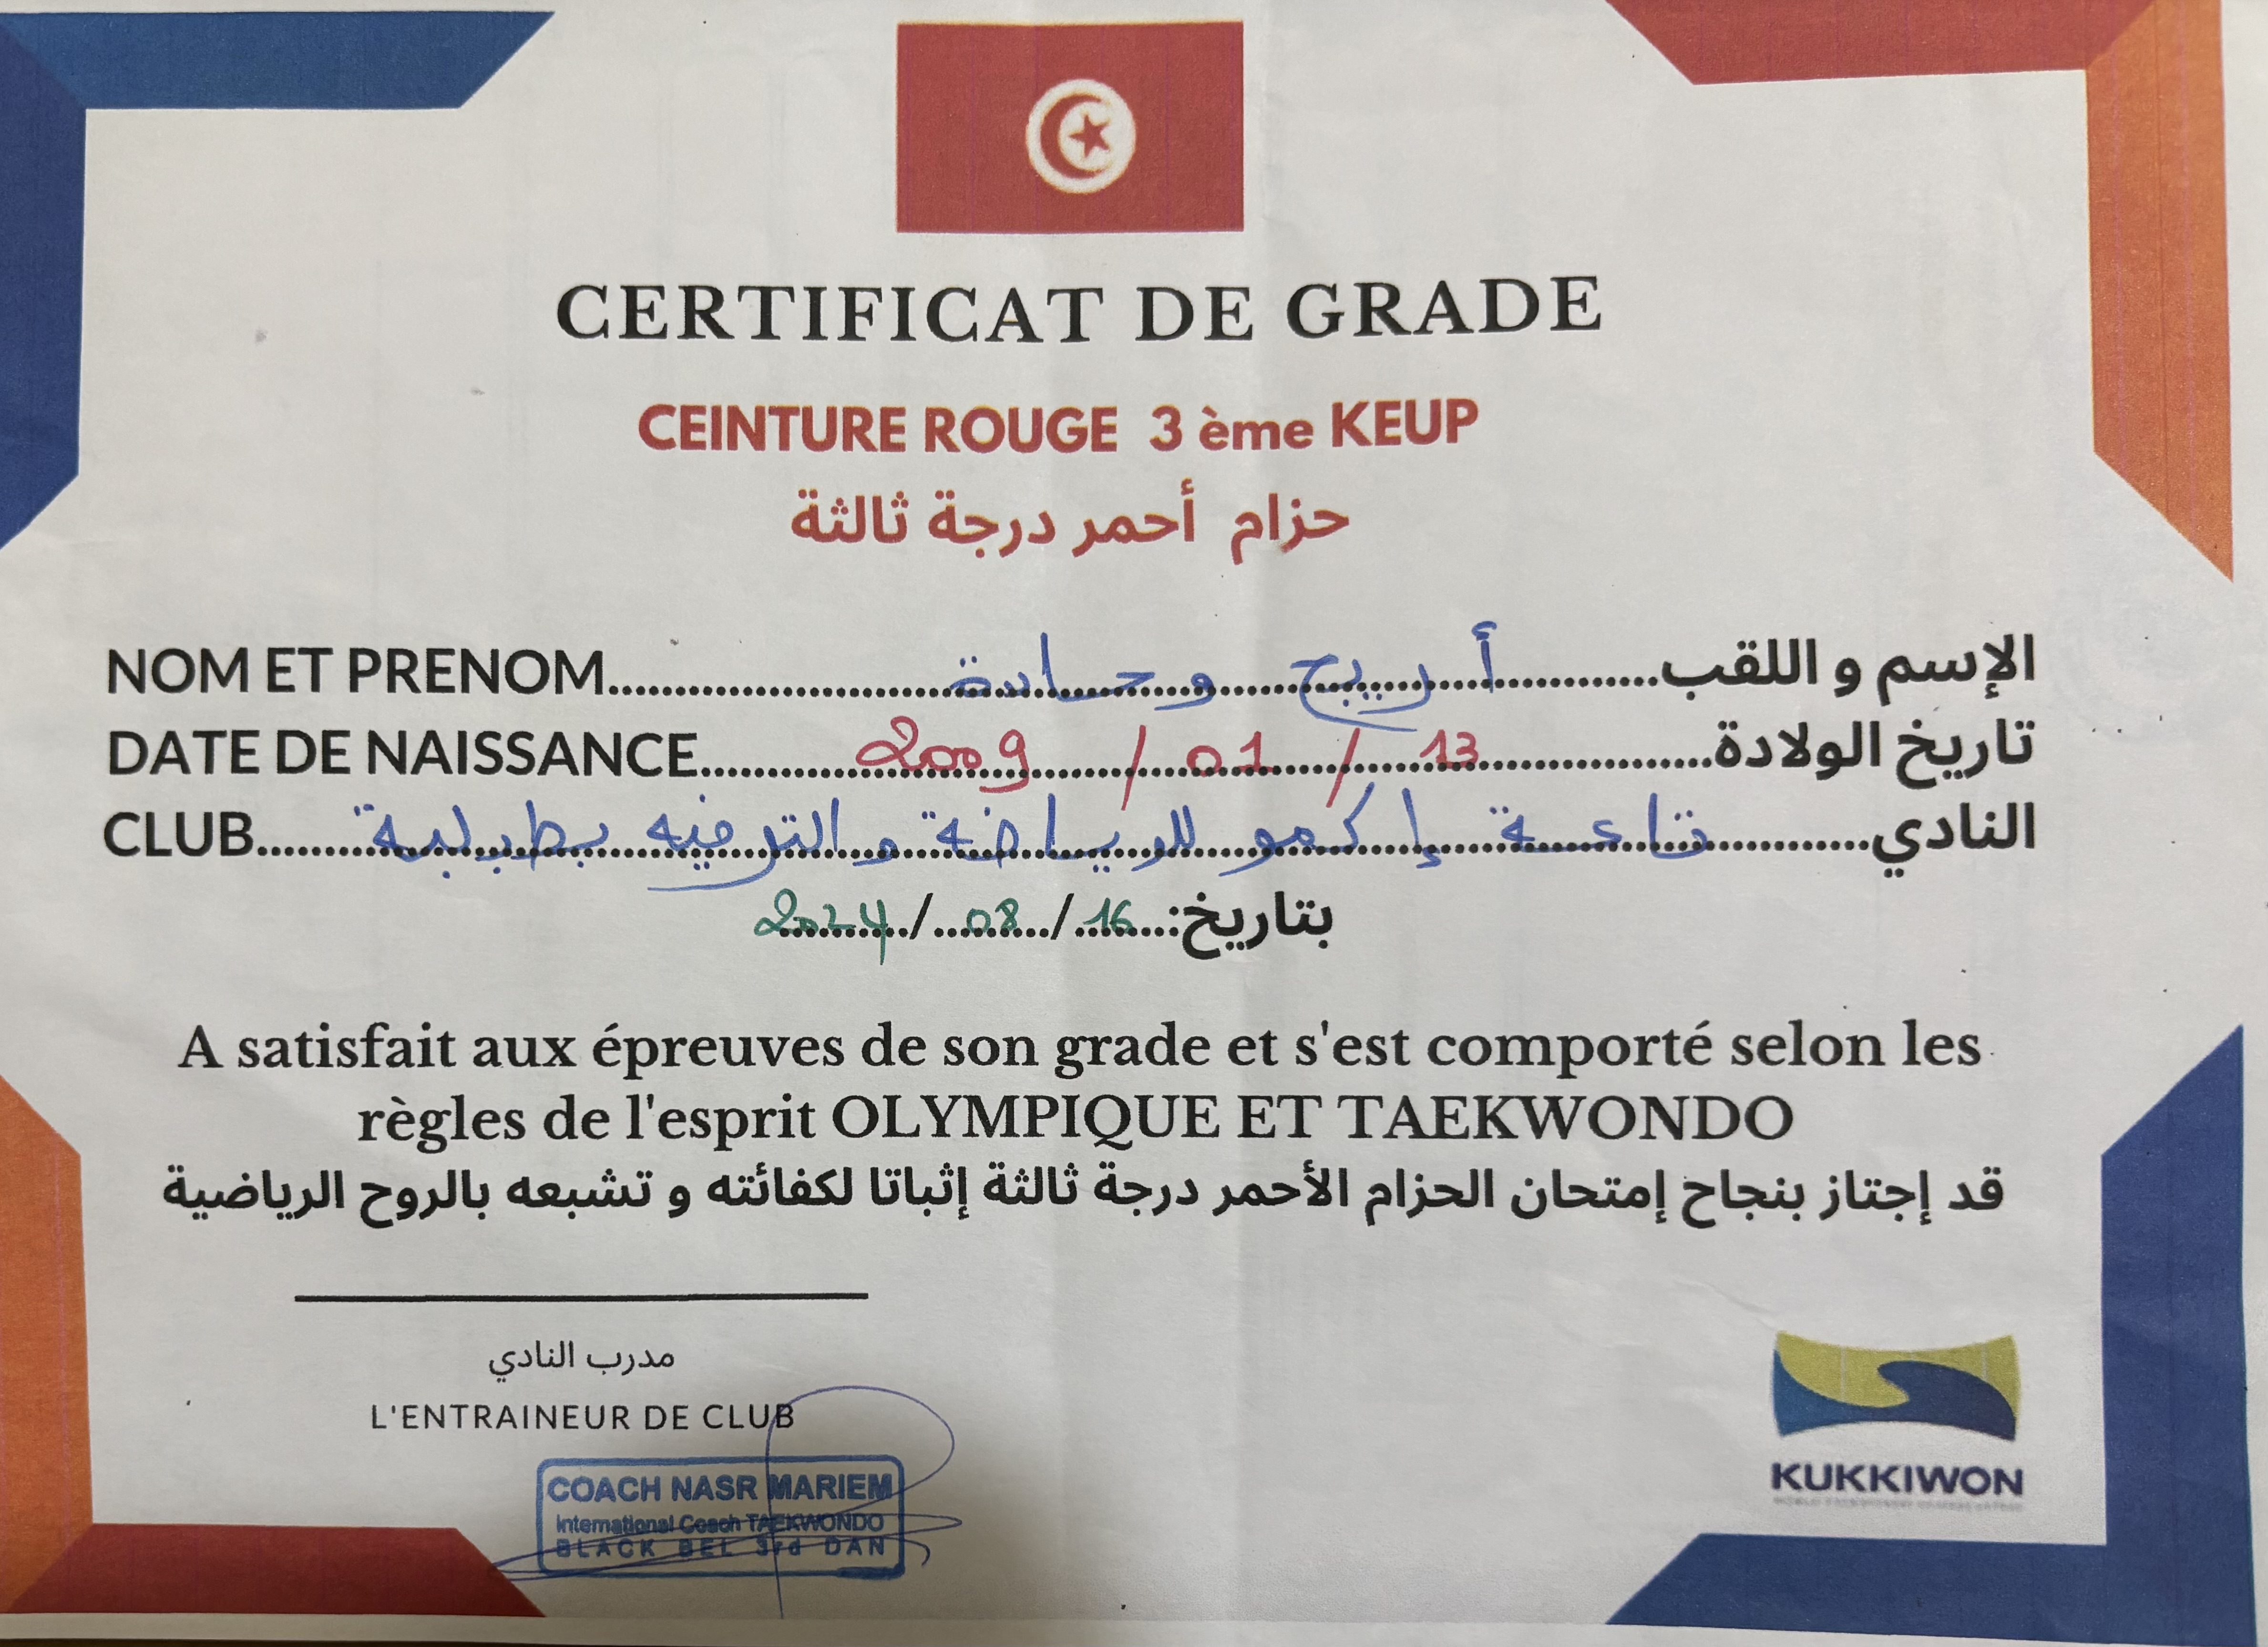 CERTIFICAT DE GRADE
CEINTURE ROUGE 3 ème KEUP
حزام أحمر درجة ثالثة
NOM ET PRENOM أريج وحادة الإسم و اللقب
DATE DE NAISSANCE 2009 / 01 / 13 تاريخ الولادة
CLUB قاعة إكمو للرياضة والترفيه بطبلبة النادي
بتاريخ: 16/08/2024
A satisfait aux épreuves de son grade et s'est comporté selon les
règles de l'esprit OLYMPIQUE ET TAEKWONDO
قد إجتاز بنجاح إمتحان الحزام الأحمر درجة ثالثة إثباتا لكفائته و تشبعه بالروح الرياضية
مدرب النادي
L'ENTRAINEUR DE CLUB
COACH NASR MARIEM
International Coach TAEKWONDO
BLACK BEL 3rd DAN
KUKKIWON